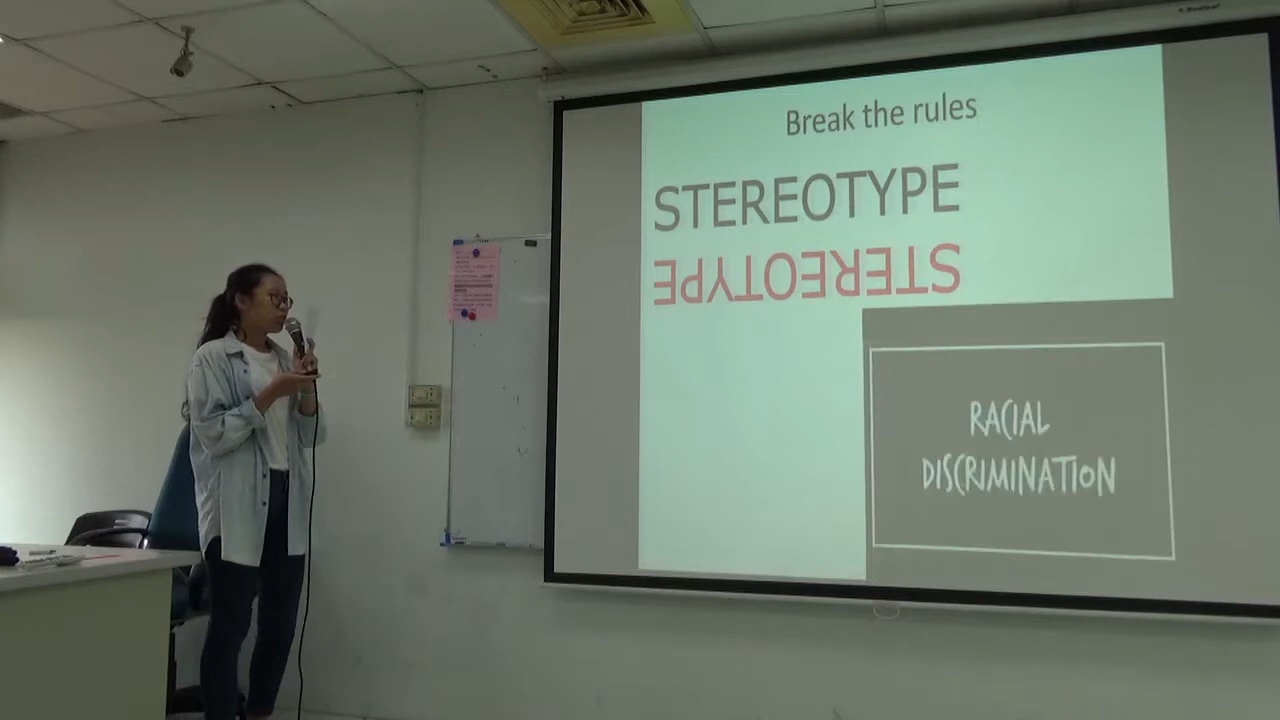 Break the rules
STEREOTYPE
STEREOTYPE
RACIAL
DISCRIMINATION